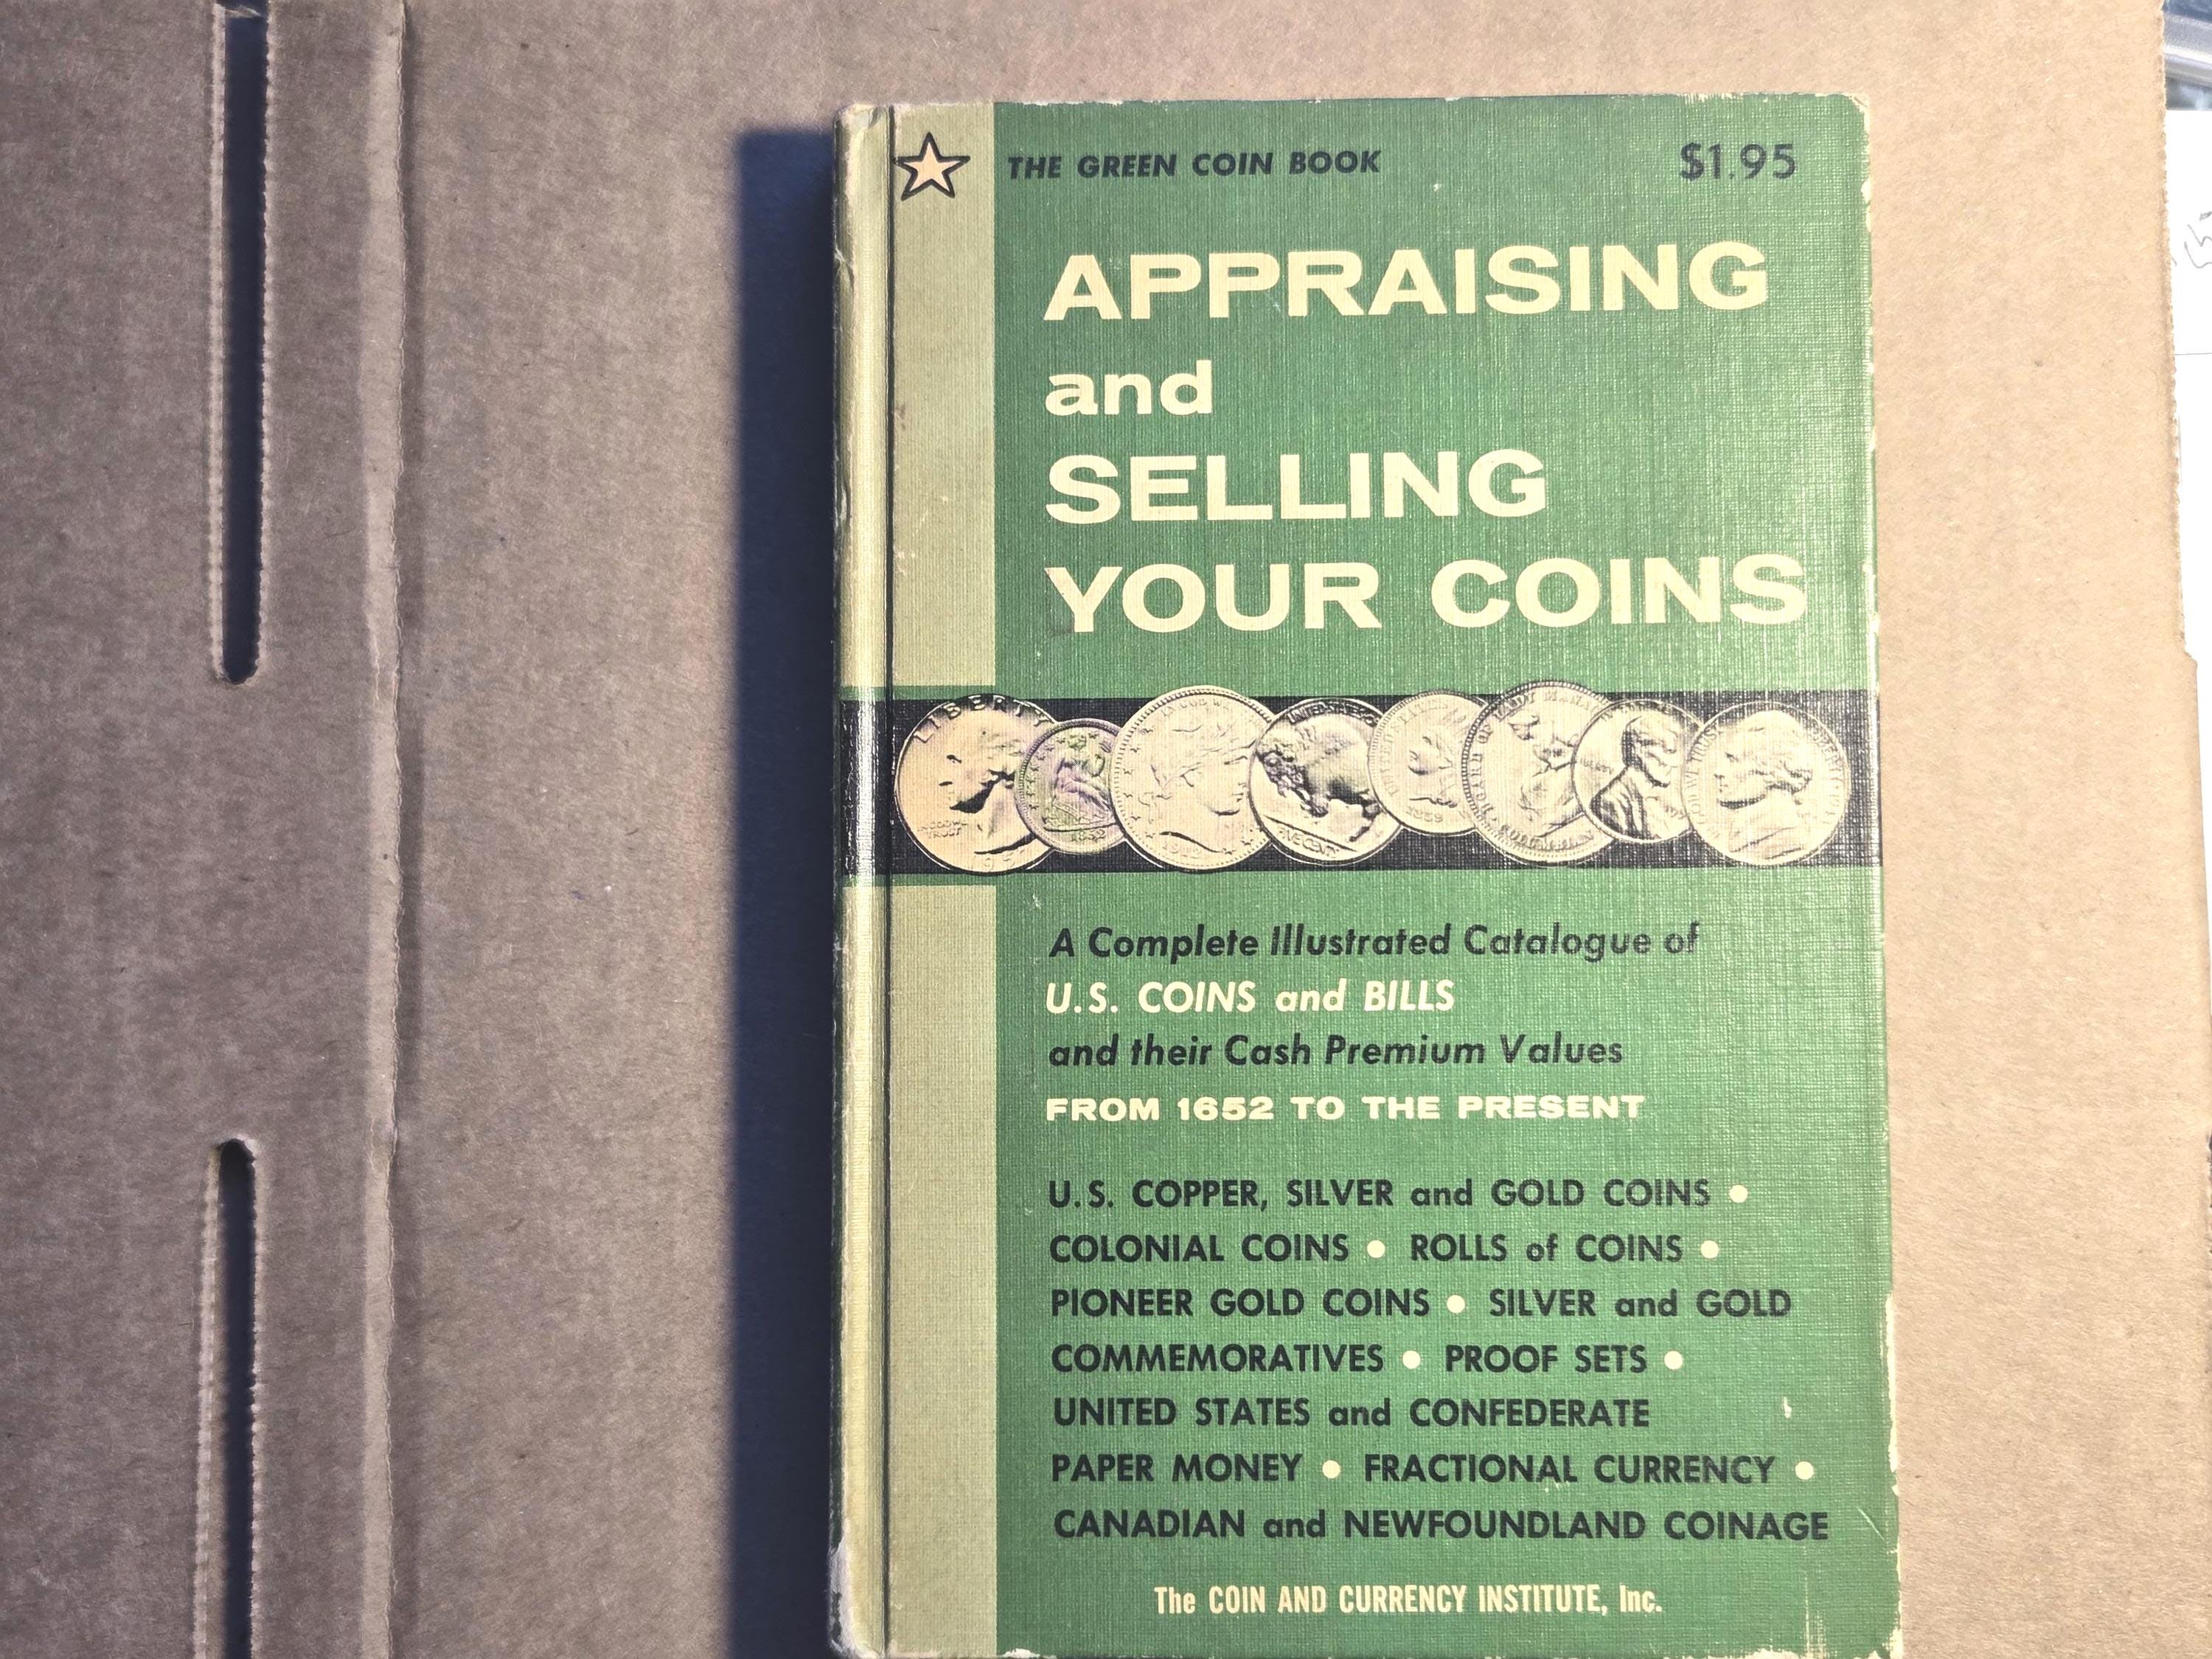 THE GREEN COIN BOOK $1.95
APPRAISING
and
SELLING
YOUR COINS
LIBERTY
A Complete Illustrated Catalogue of
U.S. COINS and BILLS
and their Cash Premium Values
FROM 1652 TO THE PRESENT
U.S. COPPER, SILVER and GOLD COINS •
COLONIAL COINS • ROLLS of COINS •
PIONEER GOLD COINS • SILVER and GOLD
COMMEMORATIVES • PROOF SETS •
UNITED STATES and CONFEDERATE
PAPER MONEY • FRACTIONAL CURRENCY •
CANADIAN and NEWFOUNDLAND COINAGE
The COIN AND CURRENCY INSTITUTE, Inc.